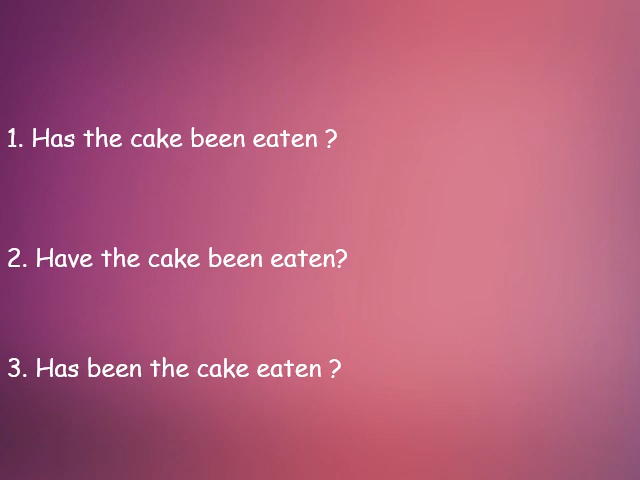 1. Has the cake been eaten ?
2. Have the cake been eaten?
3. Has been the cake eaten ?